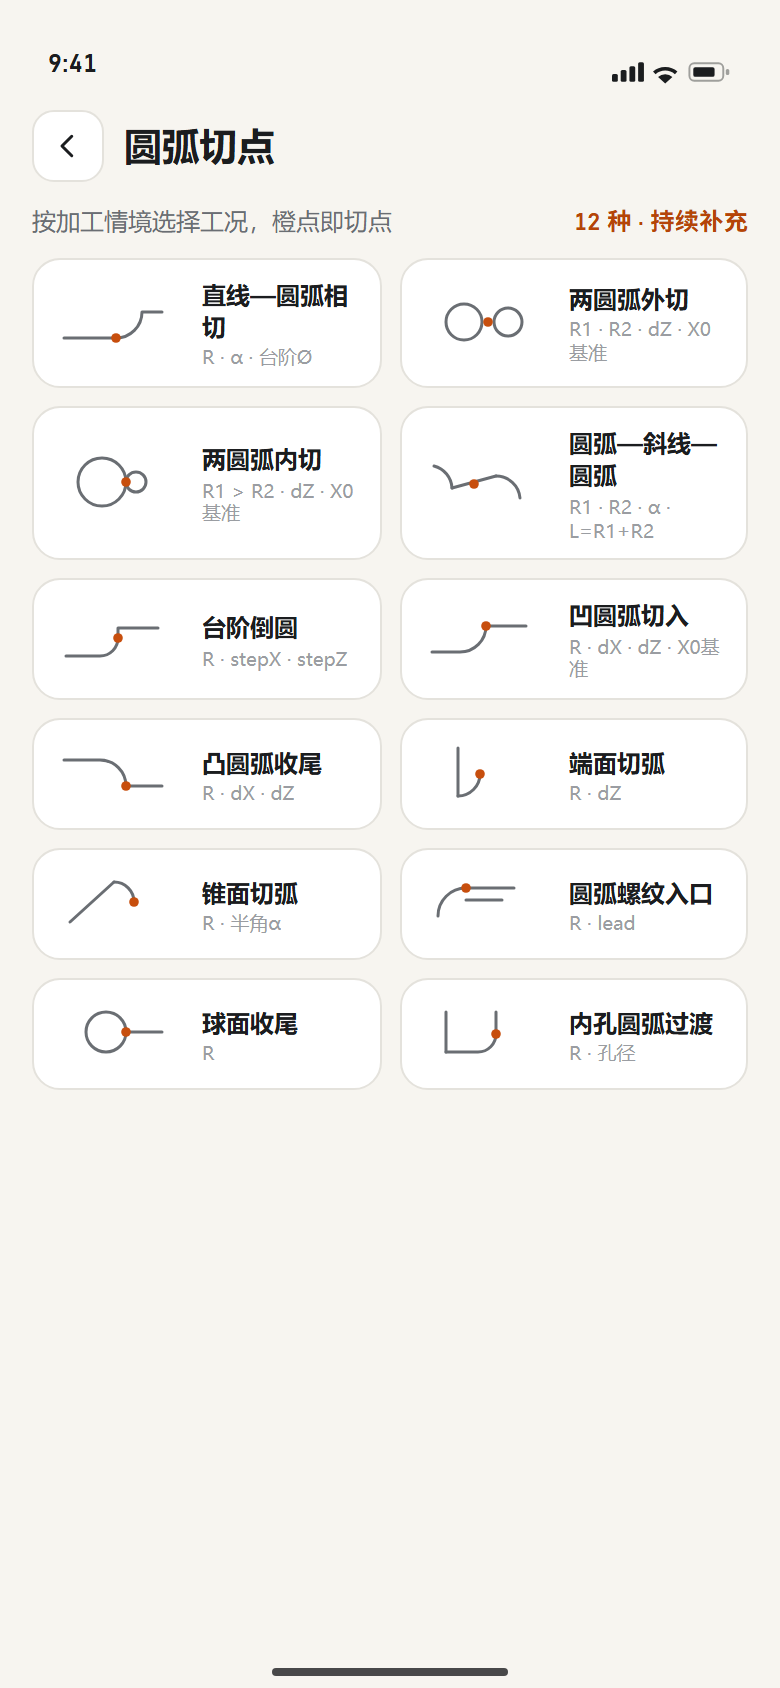 9:41
圆弧切点
按加工情境选择工况，橙点即切点
12 种 · 持续补充
直线—圆弧相
切
R · α · 台阶Ø
两圆弧外切
R1 · R2 · dZ · X0
基准
两圆弧内切
R1 > R2 · dZ · X0
基准
圆弧—斜线—
圆弧
R1 · R2 · α ·
L=R1+R2
台阶倒圆
R · stepX · stepZ
凹圆弧切入
R · dX · dZ · X0基
准
凸圆弧收尾
R · dX · dZ
端面切弧
R · dZ
锥面切弧
R · 半角α
圆弧螺纹入口
R · lead
球面收尾
R
内孔圆弧过渡
R · 孔径